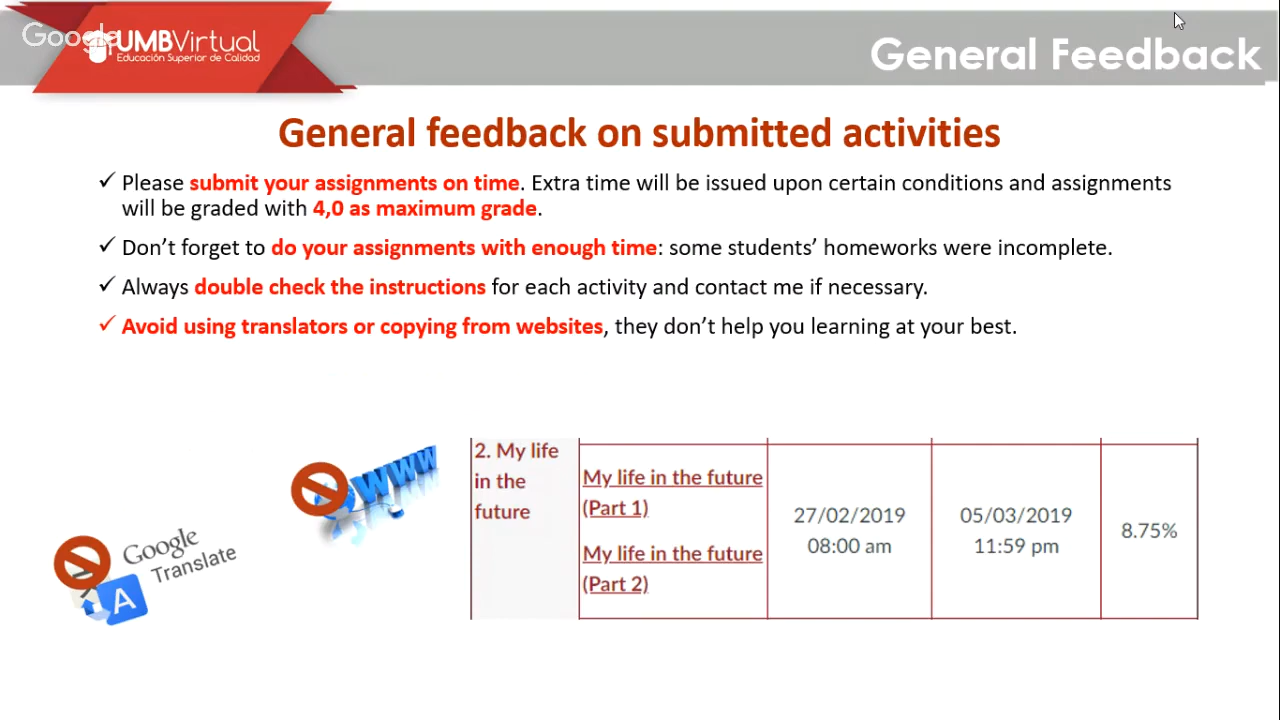 Google
UMBVirtual
Educación Superior de Calidad
General Feedback
General feedback on submitted activities
✓ Please submit your assignments on time. Extra time will be issued upon certain conditions and assignments
will be graded with 4,0 as maximum grade.
✓ Don’t forget to do your assignments with enough time: some students’ homeworks were incomplete.
✓ Always double check the instructions for each activity and contact me if necessary.
✓ Avoid using translators or copying from websites, they don’t help you learning at your best.
2. My life
in the
future
My life in the future
(Part 1)
My life in the future
(Part 2)
27/02/2019
08:00 am
05/03/2019
11:59 pm
8.75%
WWW
Google
Translate
A